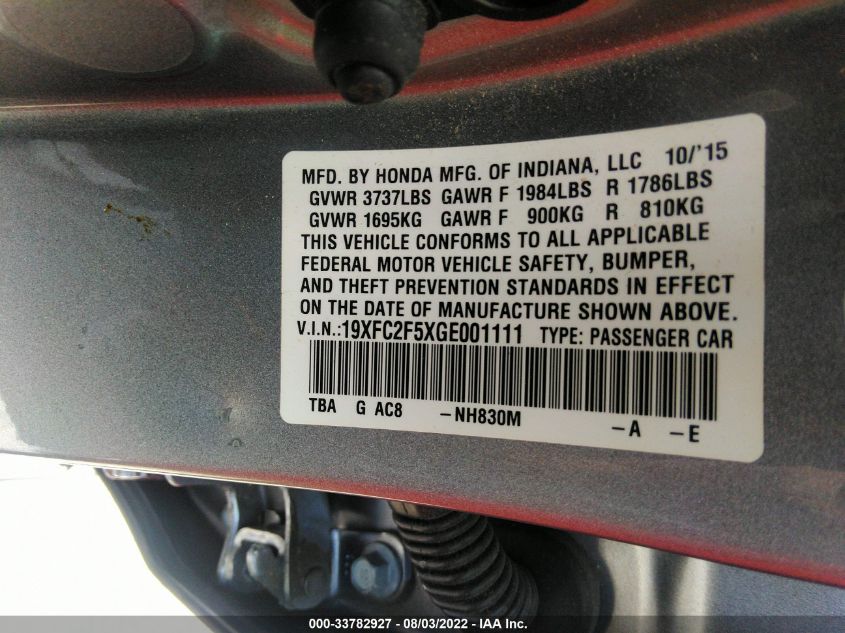 MFD. BY HONDA MFG. OF INDIANA, LLC 10/'15
GVWR 3737LBS GAWR F 1984LBS R 1786LBS
GVWR 1695KG GAWR F 900KG R 810KG
THIS VEHICLE CONFORMS TO ALL APPLICABLE
FEDERAL MOTOR VEHICLE SAFETY, BUMPER,
AND THEFT PREVENTION STANDARDS IN EFFECT
ON THE DATE OF MANUFACTURE SHOWN ABOVE.
V.I.N.:19XFC2F5XGE001111 TYPE: PASSENGER CAR
TBA G AC8 -NH830M -A -E
000-33782927 - 08/03/2022 - IAA Inc.